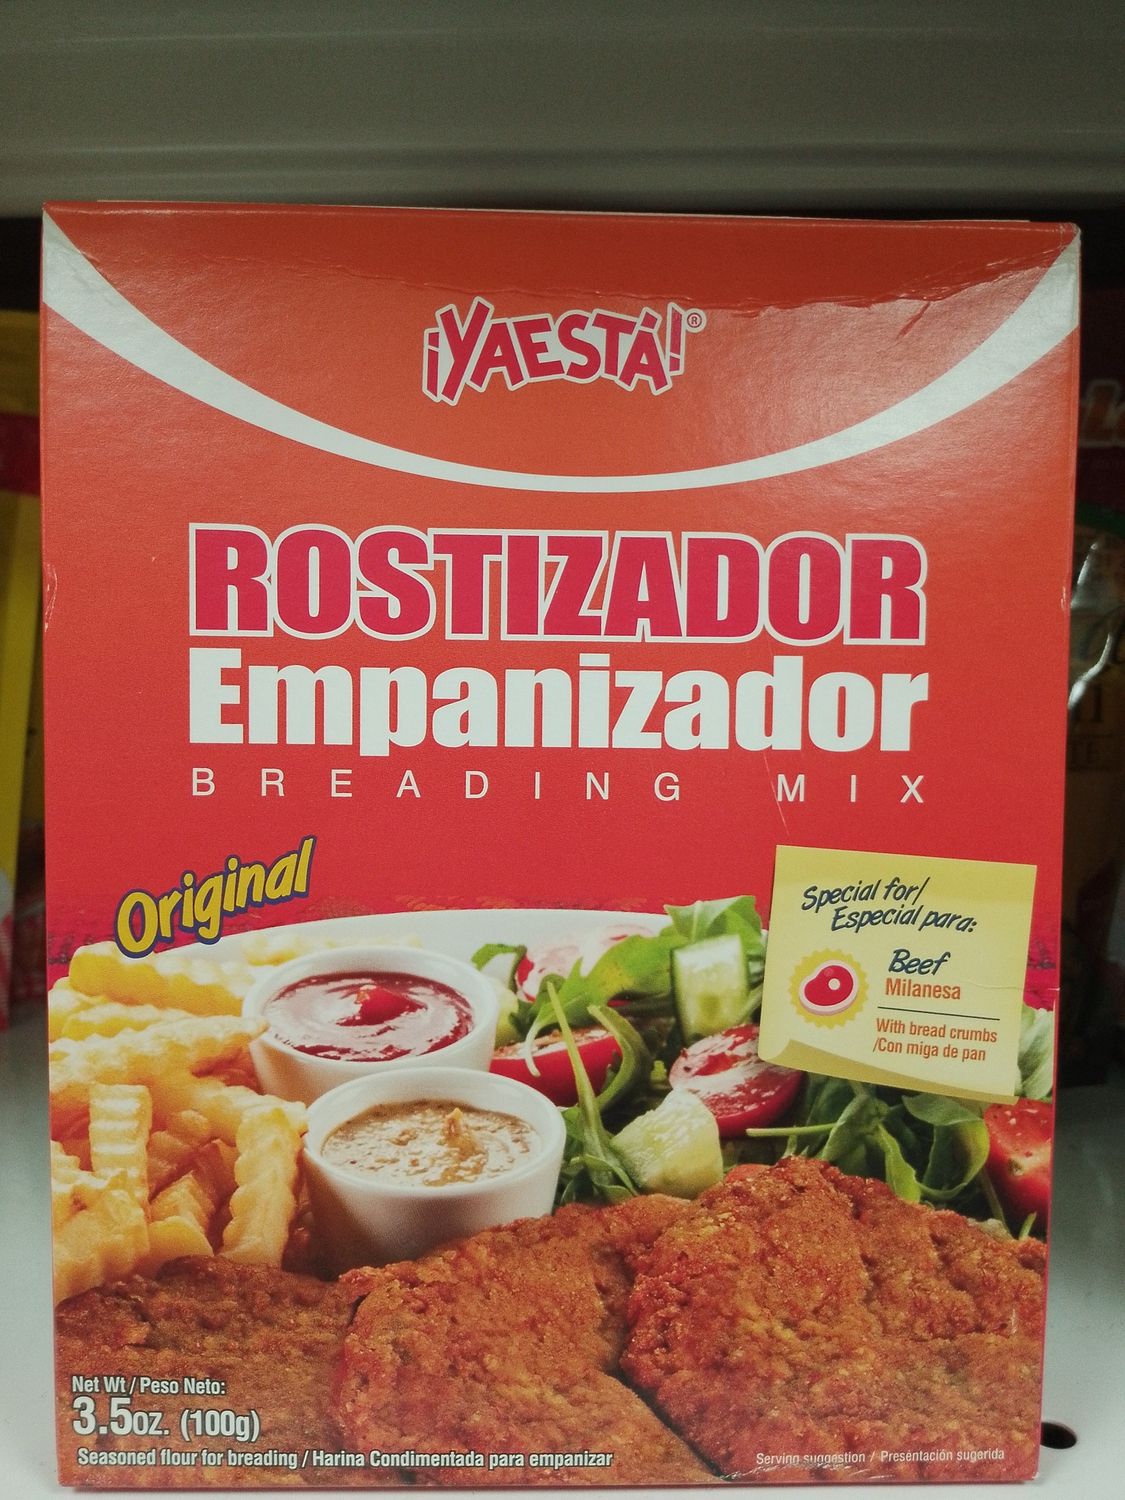 ¡YAESTÁ!®
ROSTIZADOR
Empanizador
BREADING MIX
Original
Special for/
Especial para:
Beef
Milanesa
With bread crumbs
/Con miga de pan
Net Wt / Peso Neto:
3.5oz. (100g)
Seasoned flour for breading / Harina Condimentada para empanizar
Serving suggestion / Presentación sugerida